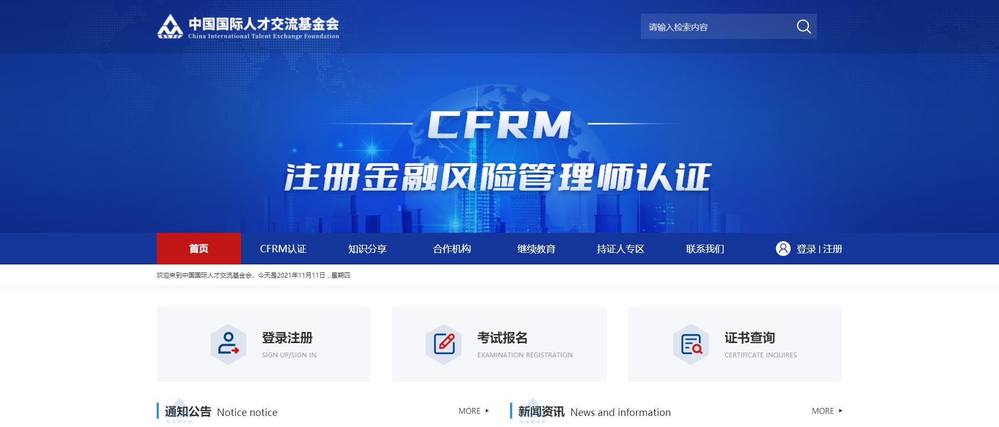 中国国际人才交流基金会
China International Talent Exchange Foundation
请输入检索内容
CFRM
注册金融风险管理师认证
首页 CFRM认证 知识分享 合作机构 继续教育 持证人专区 联系我们 登录 | 注册
欢迎来到中国国际人才交流基金会，今天是2021年11月11日 , 星期四
登录注册
SIGN UP/SIGN IN
考试报名
EXAMINATION REGISTRATION
证书查询
CERTIFICATE INQUIRES
通知公告 Notice notice MORE
新闻资讯 News and information MORE